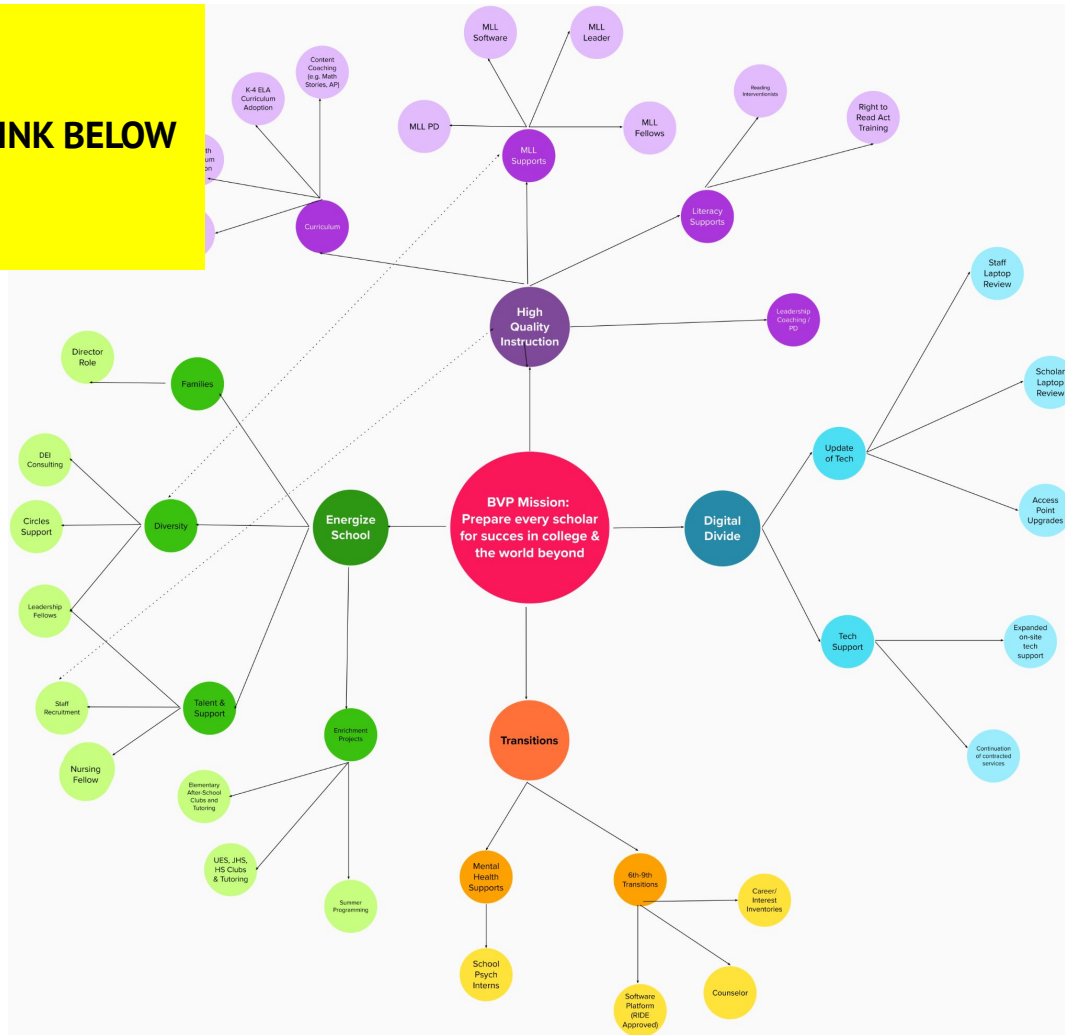 INK BELOW
MLL
Software
MLL
Leader
Content
Coaching
(e.g. Math
Stories, AP)
K-4 ELA
Curriculum
Adoption
MLL PD
MLL
Fellows
Reading
Interventionists
Right to
Read Act
Training
MLL
Supports
Curriculum
Literacy
Supports
High
Quality
Instruction
Leadership
Coaching /
PD
Staff
Laptop
Review
Scholar
Laptop
Review
Update
of Tech
Access
Point
Upgrades
Director
Role
Families
DEI
Consulting
Circles
Support
Diversity
Energize
School
BVP Mission:
Prepare every scholar
for succes in college &
the world beyond
Digital
Divide
Leadership
Fellows
Tech
Support
Expanded
on-site
tech
support
Staff
Recruitment
Talent &
Support
Nursing
Fellow
Enrichment
Projects
Transitions
Continuation
of contracted
services
Elementary
After-School
Clubs and
Tutoring
UES, JHS,
HS Clubs
& Tutoring
Summer
Programming
Mental
Health
Supports
6th-9th
Transitions
Career/
Interest
Inventories
School
Psych
Interns
Software
Platform
(RIDE
Approved)
Counselor